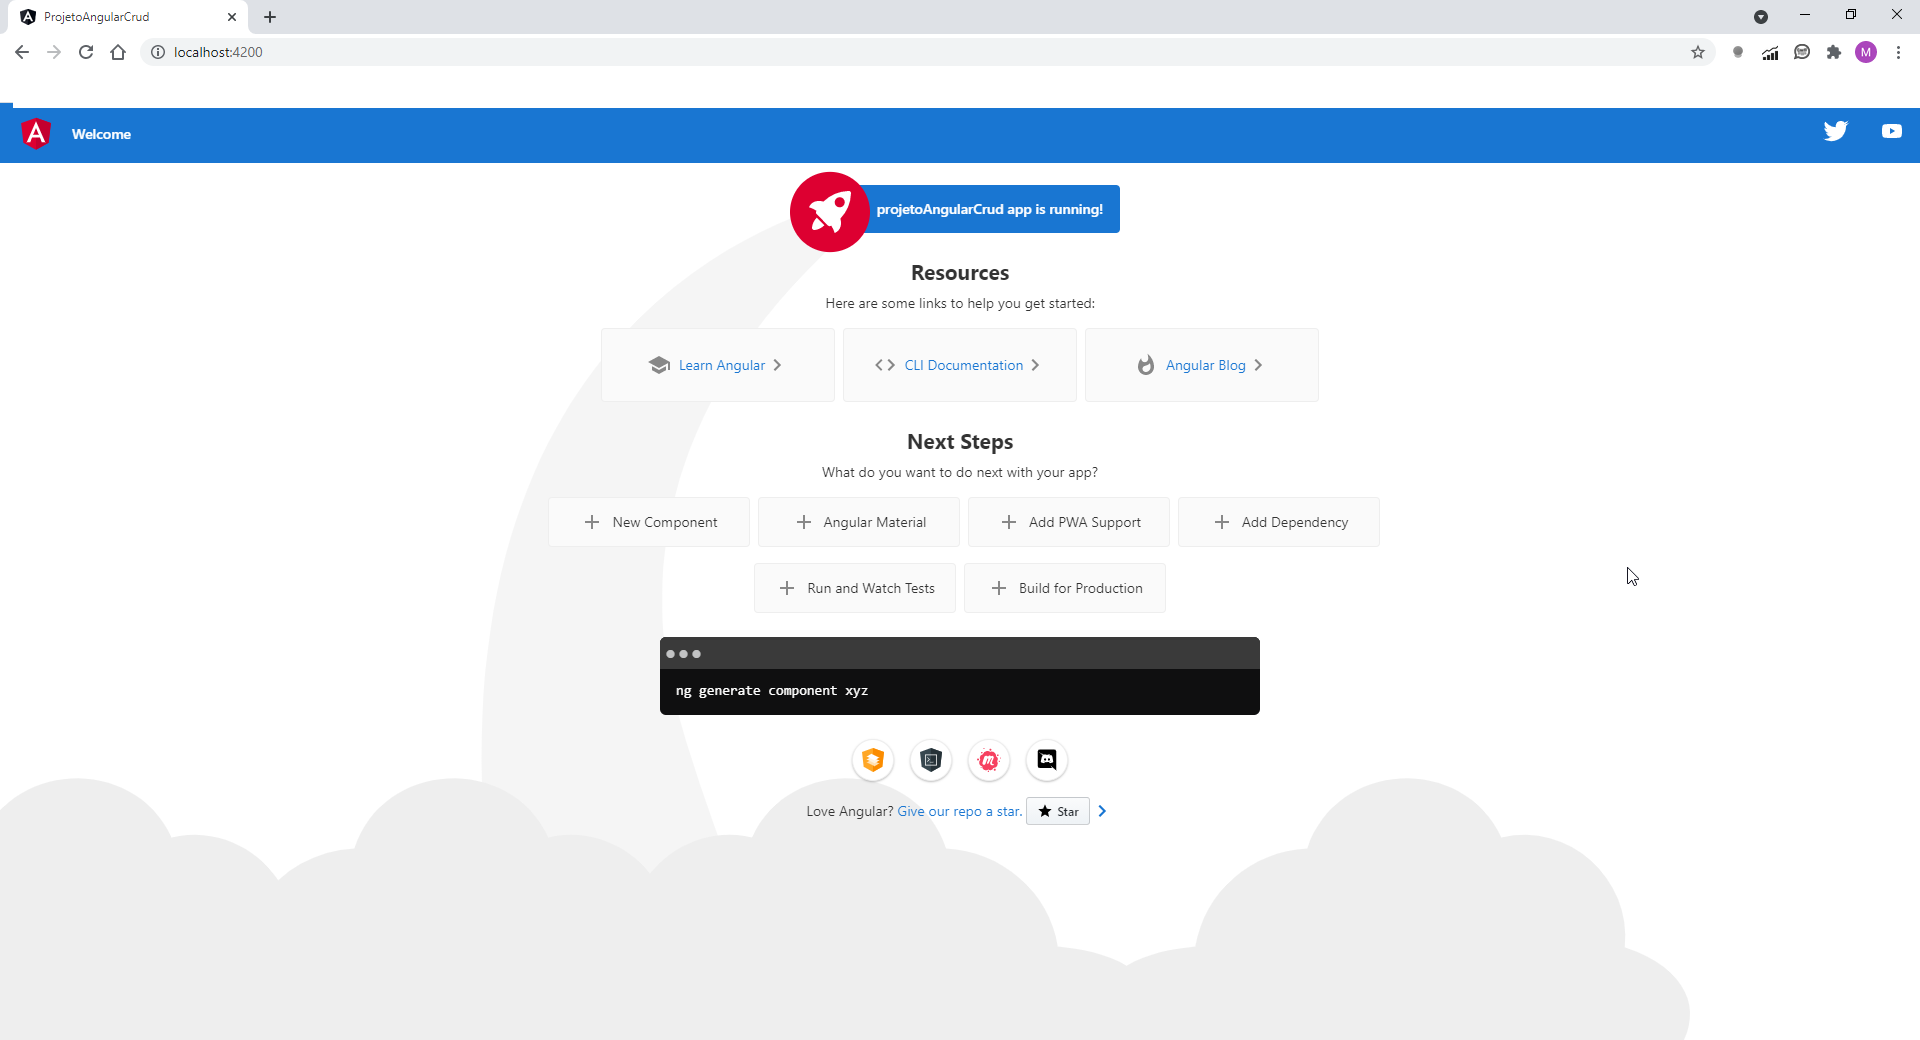 ProjetoAngularCrud
localhost:4200
M
Welcome
projetoAngularCrud app is running!
Resources
Here are some links to help you get started:
Learn Angular
CLI Documentation
Angular Blog
Next Steps
What do you want to do next with your app?
New Component
Angular Material
Add PWA Support
Add Dependency
Run and Watch Tests
Build for Production
ng generate component xyz
Love Angular? Give our repo a star. Star